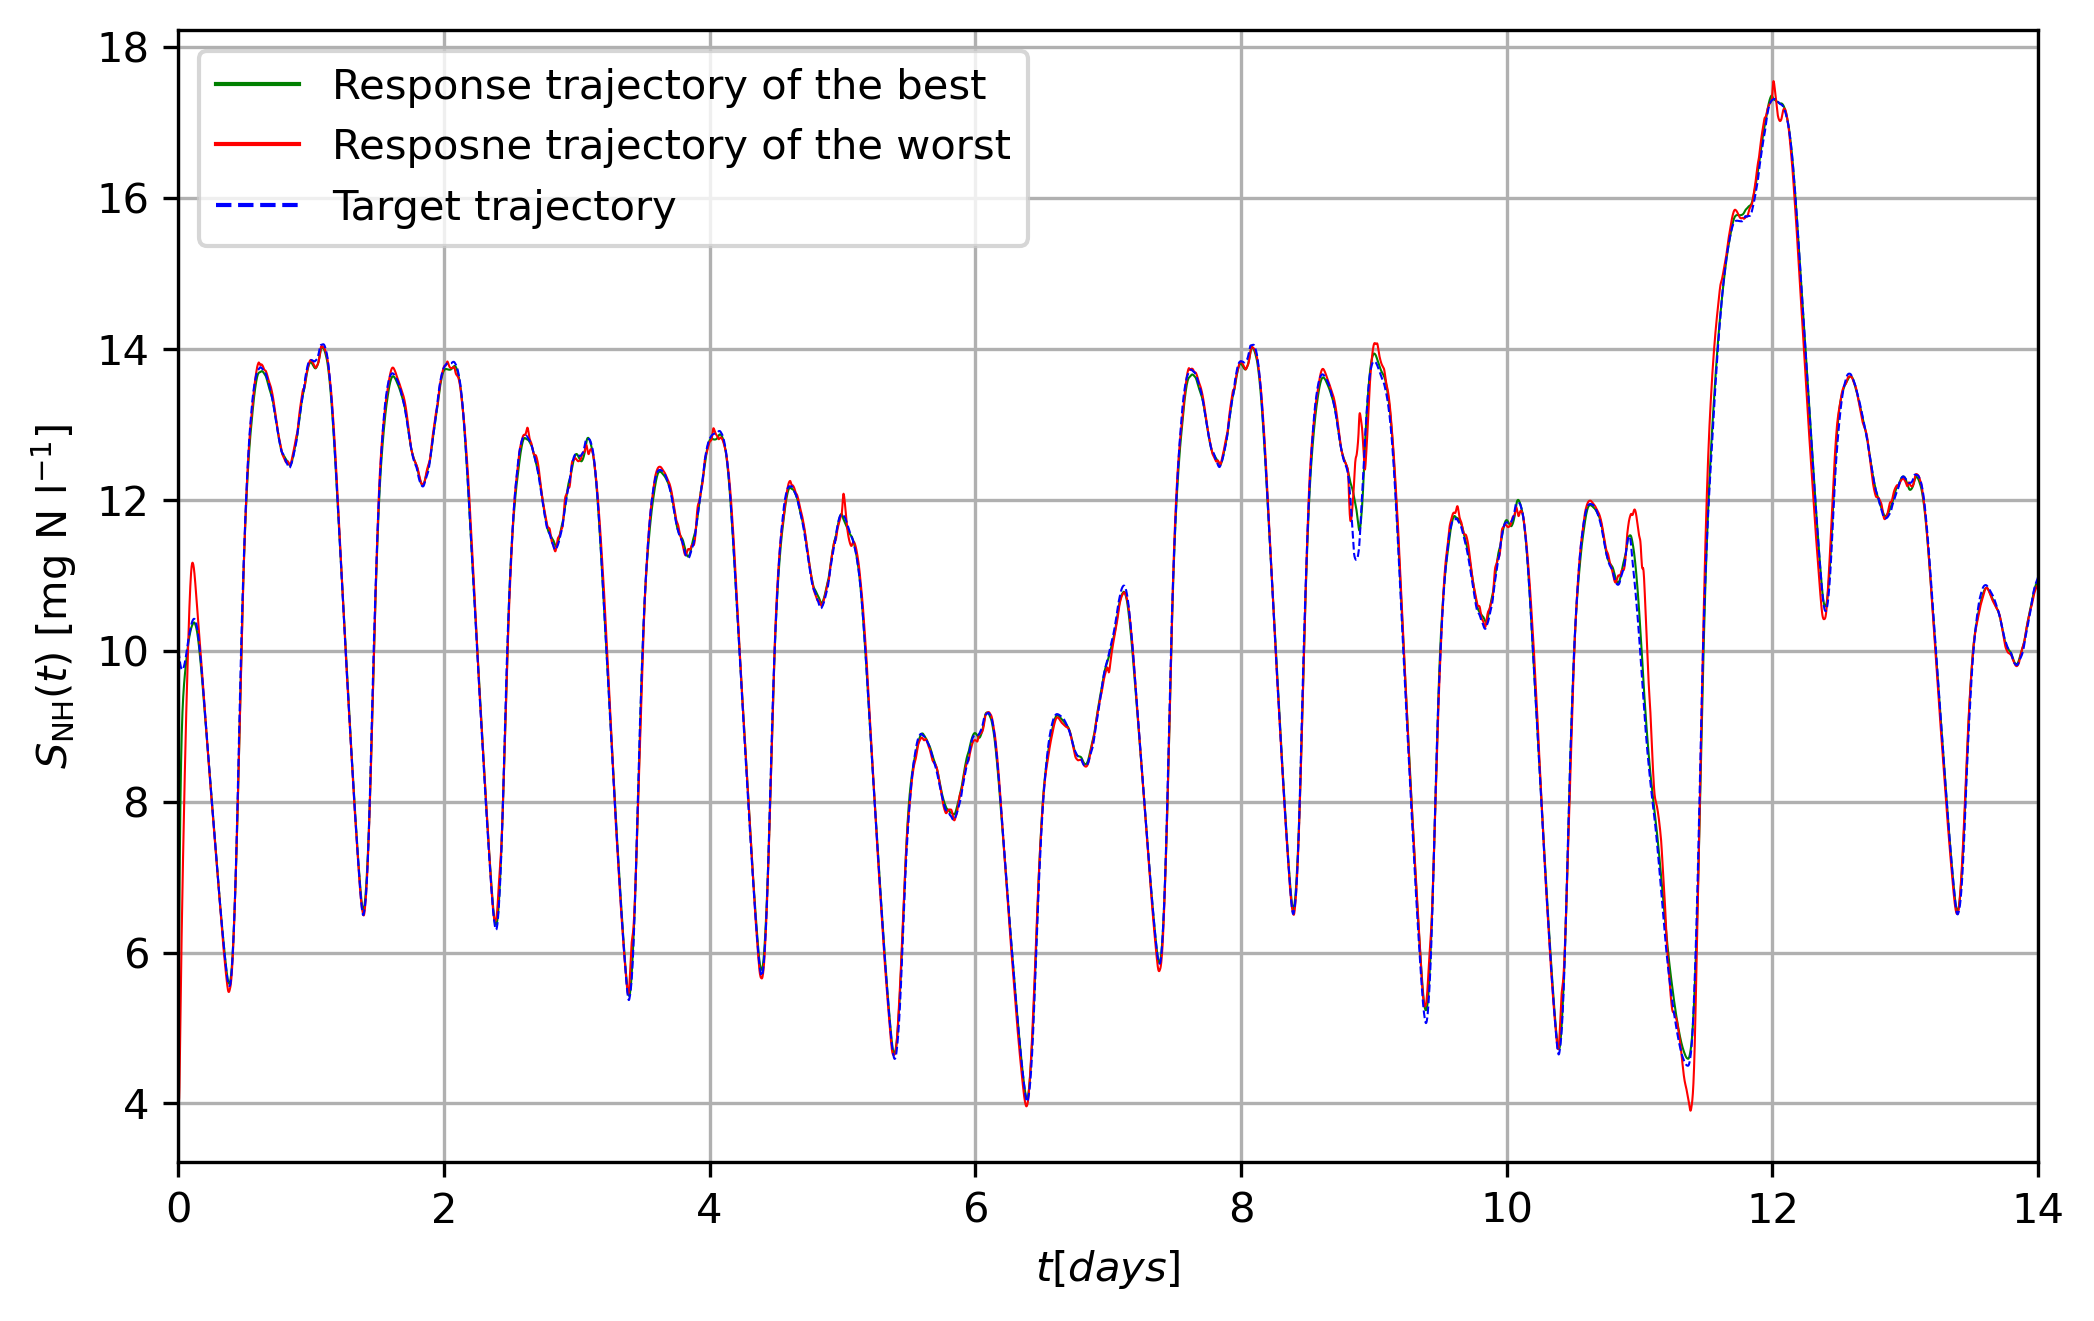 18
16
14
12
10
8
6
4
S_NH(t) [mg N l⁻¹]
Response trajectory of the best
Resposne trajectory of the worst
Target trajectory
0 2 4 6 8 10 12 14
t[days]